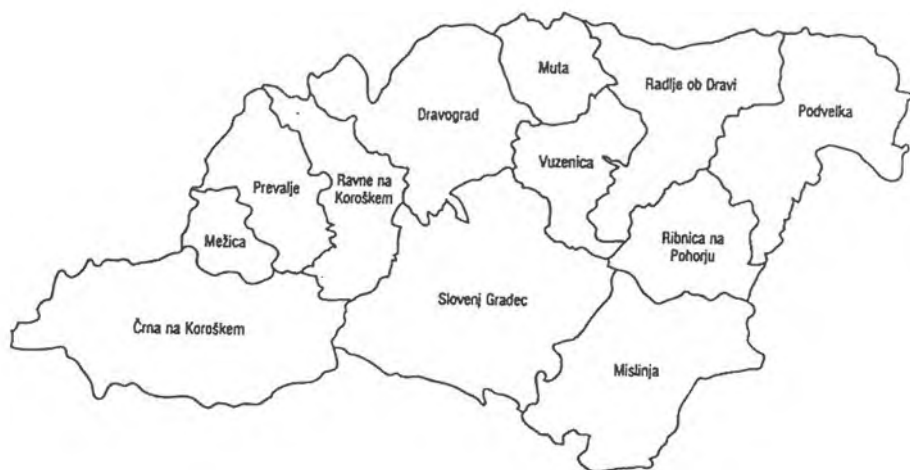 Muta
Radlje ob Dravi
Podvelka
Dravograd
Vuzenica
Prevalje
Ravne na
Koroškem
Mežica
Ribnica na
Pohorju
Slovenj Gradec
Črna na Koroškem
Mislinja